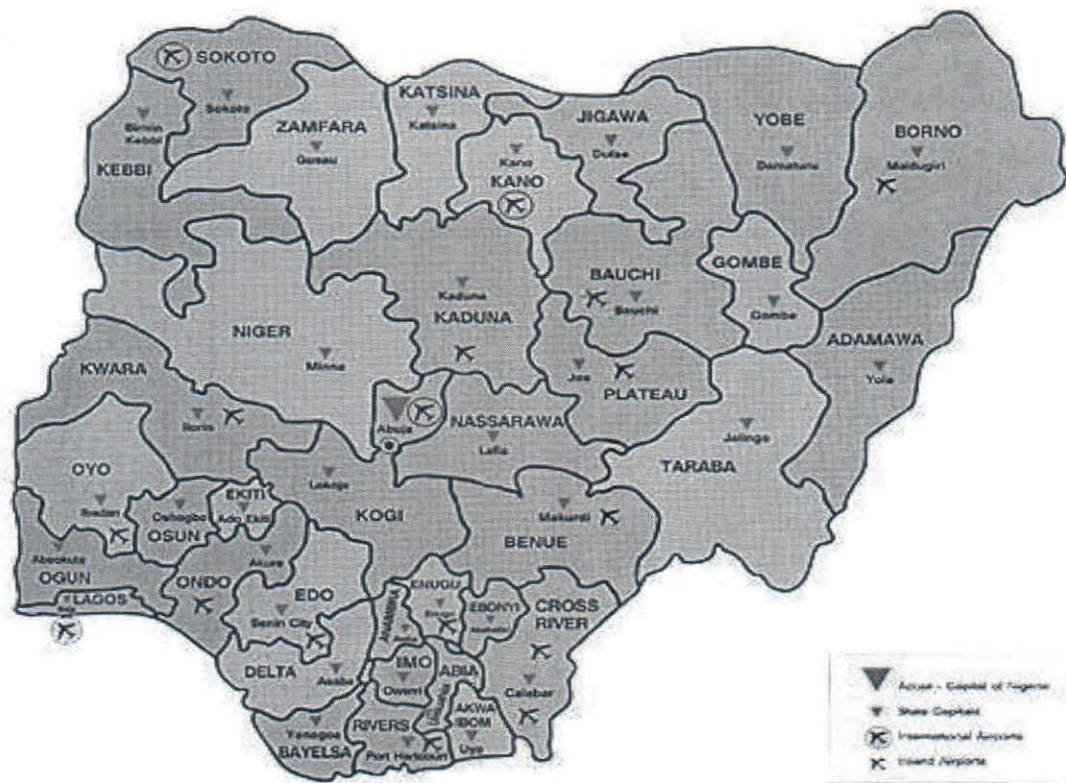 SOKOTO
Sokoto
KATSINA
Katsina
ZAMFARA
Gusau
JIGAWA
Dutse
YOBE
Damaturu
BORNO
Maidugiri
Birnin
Kebbi
KEBBI
Kano
KANO
BAUCHI
Bauchi
GOMBE
Gombe
Kaduna
KADUNA
NIGER
Minna
ADAMAWA
Yola
KWARA
Ilorin
Jos
PLATEAU
Abuja
NASSARAWA
Lafia
Jalingo
TARABA
OYO
Ibadan
Oshogbo
OSUN
EKITI
Ado Ekiti
Lokoja
KOGI
Makurdi
BENUE
Abeokuta
OGUN
LAGOS
Akure
ONDO
EDO
Benin City
ENUGU
Enugu
ANAMBRA
EBONYI
CROSS
RIVER
DELTA
Asaba
IMO
Owerri
ABIA
Calabar
AKWA
IBOM
Uyo
RIVERS
Port Harcourt
Yenagoa
BAYELSA
- Capital of Nigeria
State Capitals
International Airports
Inland Airports